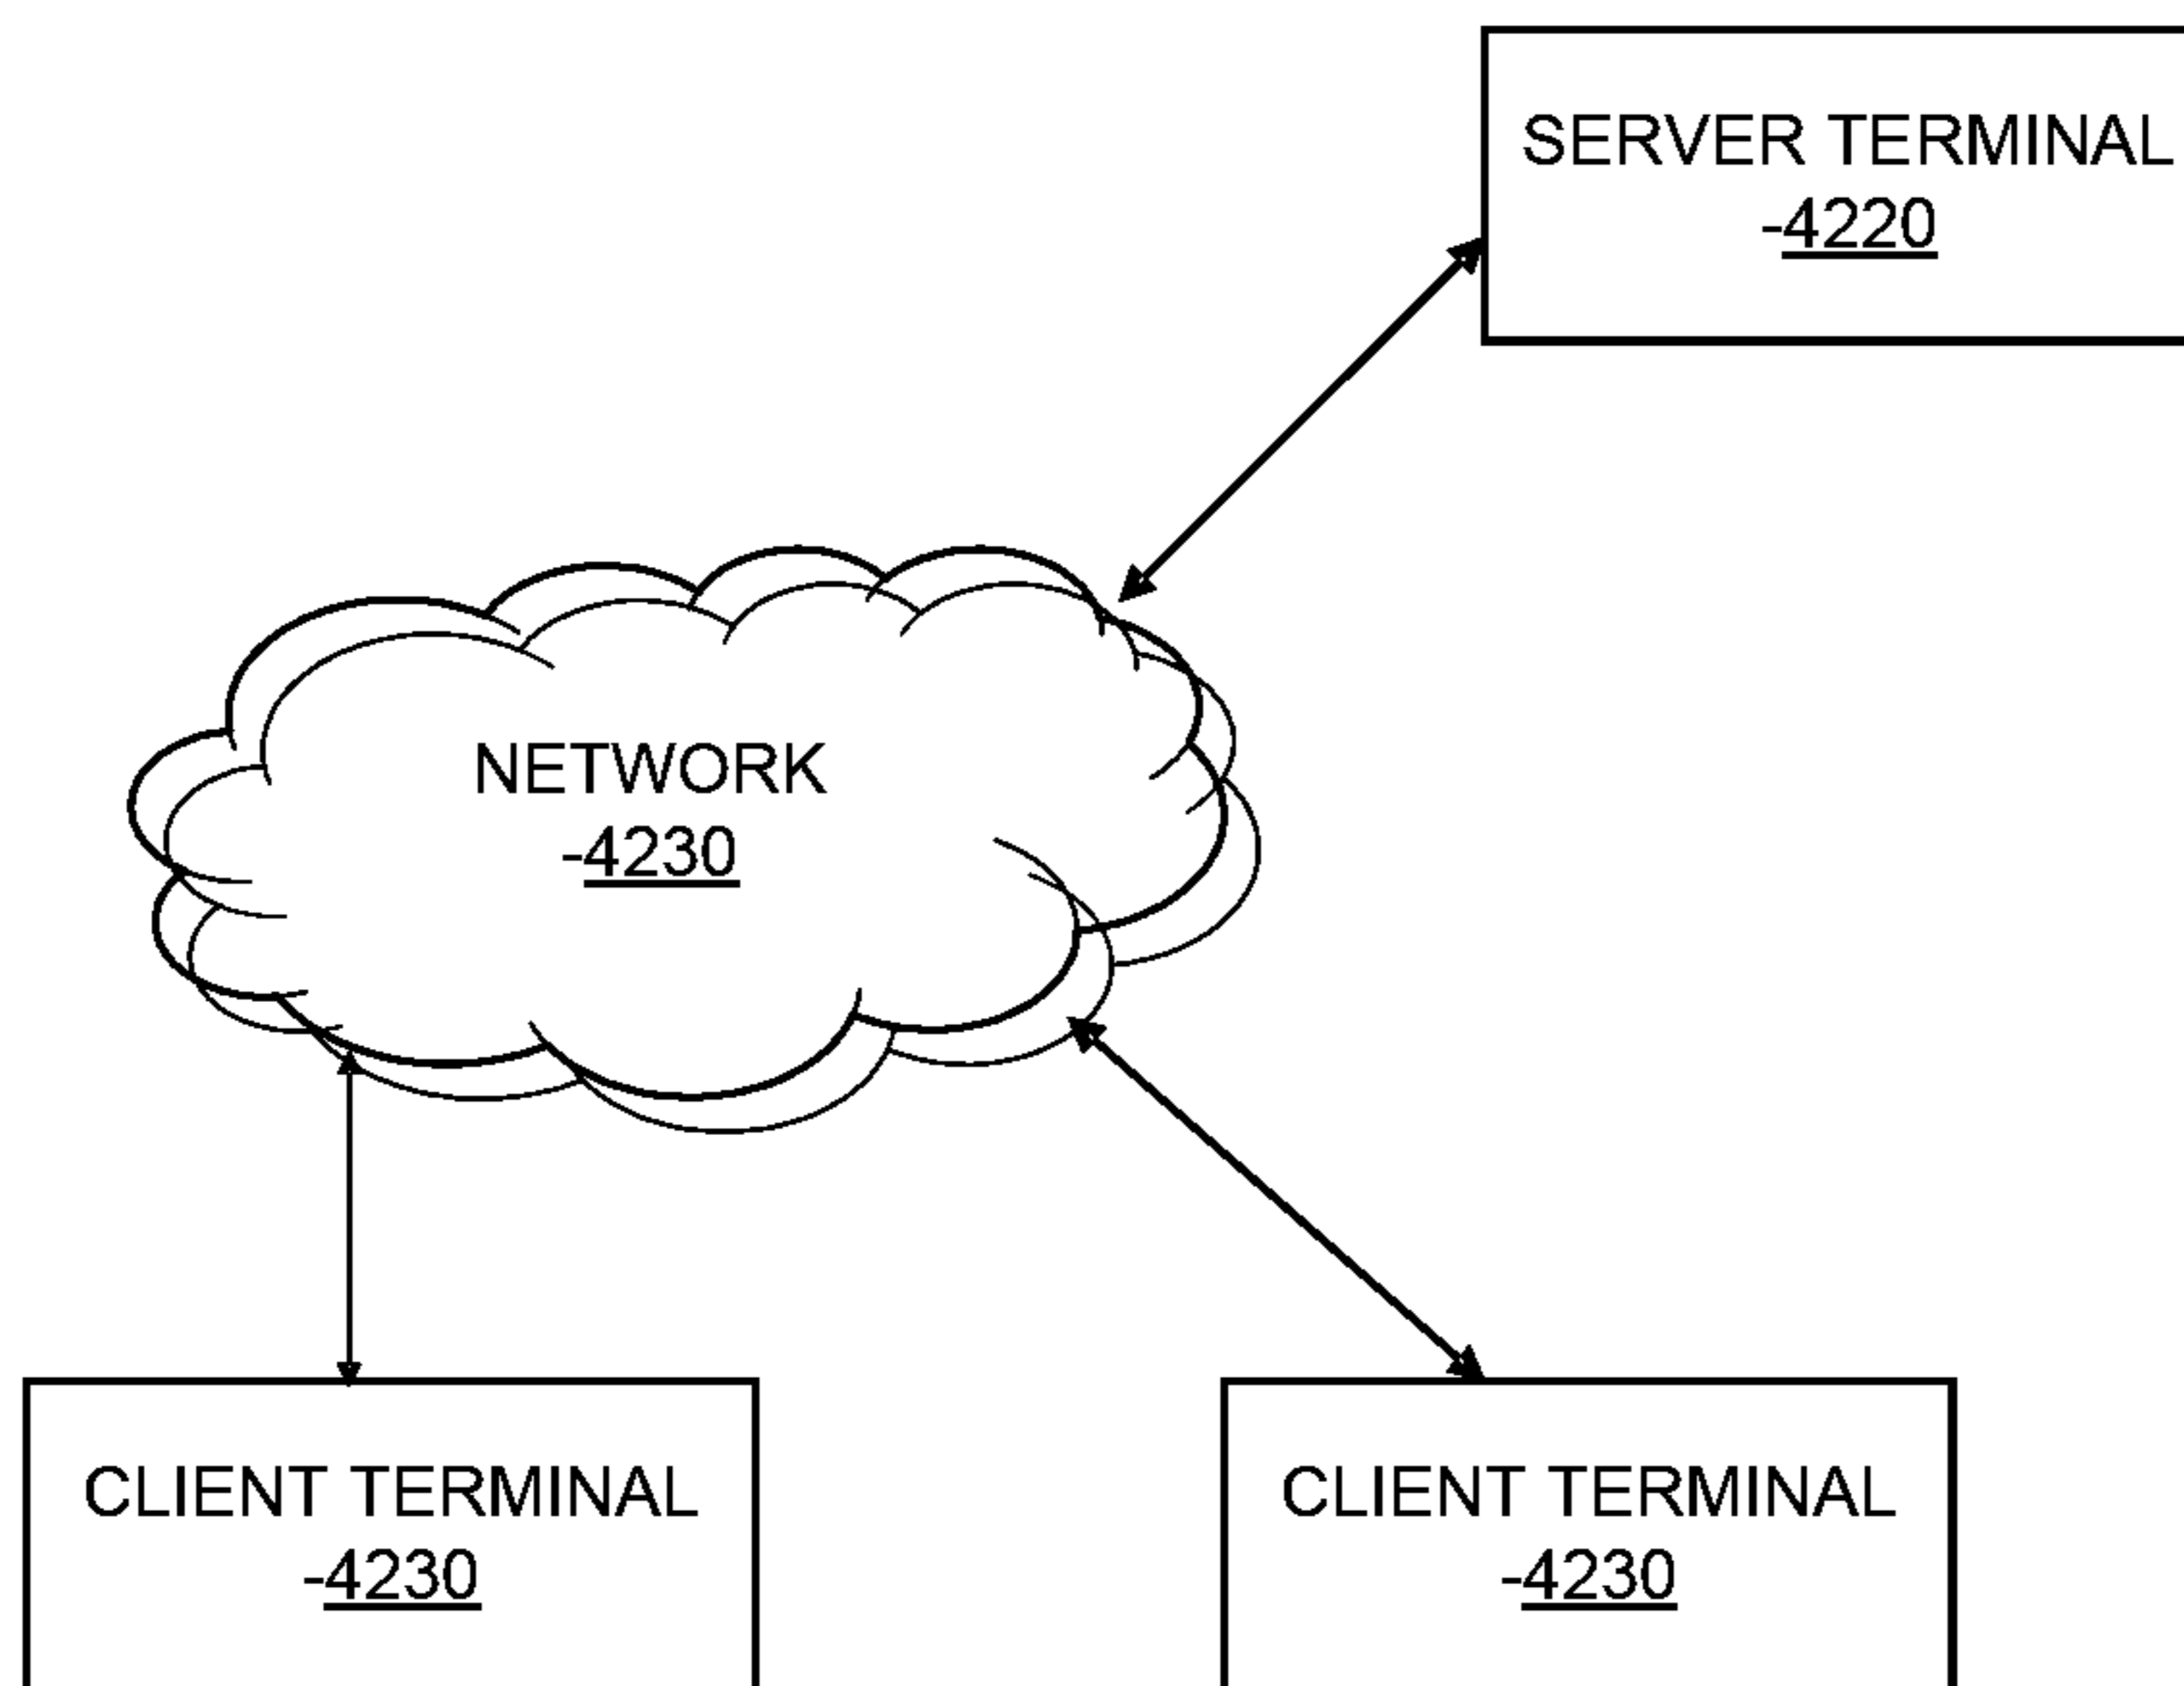 SERVER TERMINAL
-4220
NETWORK
-4230
CLIENT TERMINAL
-4230
CLIENT TERMINAL
-4230